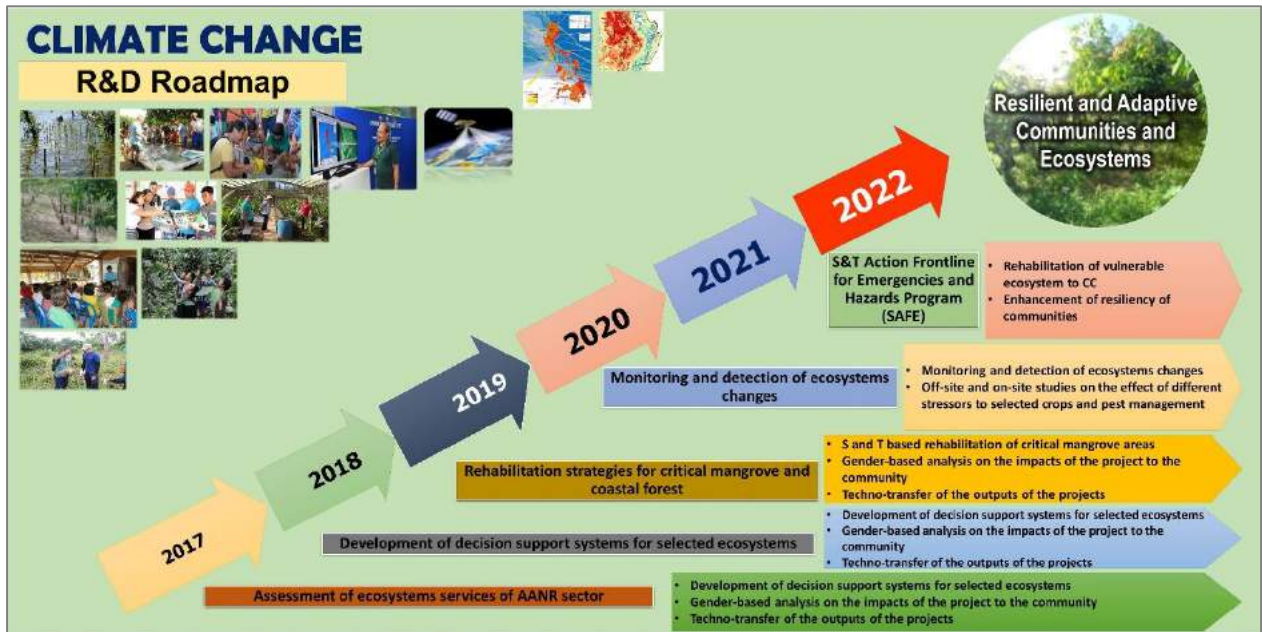 CLIMATE CHANGE
R&D Roadmap
Resilient and Adaptive
Communities and
Ecosystems
2022
2021
2020
2019
2018
2017
S&T Action Frontline
for Emergencies and
Hazards Program
(SAFE)
• Rehabilitation of vulnerable
ecosystem to CC
• Enhancement of resiliency of
communities
Monitoring and detection of ecosystems
changes
• Monitoring and detection of ecosystems changes
• Off-site and on-site studies on the effect of different
stressors to selected crops and pest management
Rehabilitation strategies for critical mangrove and
coastal forest
• S and T based rehabilitation of critical mangrove areas
• Gender-based analysis on the impacts of the project to the
community
• Techno-transfer of the outputs of the projects
Development of decision support systems for selected ecosystems
• Development of decision support systems for selected ecosystems
• Gender-based analysis on the impacts of the project to the
community
• Techno-transfer of the outputs of the projects
Assessment of ecosystems services of AANR sector
• Development of decision support systems for selected ecosystems
• Gender-based analysis on the impacts of the project to the community
• Techno-transfer of the outputs of the projects